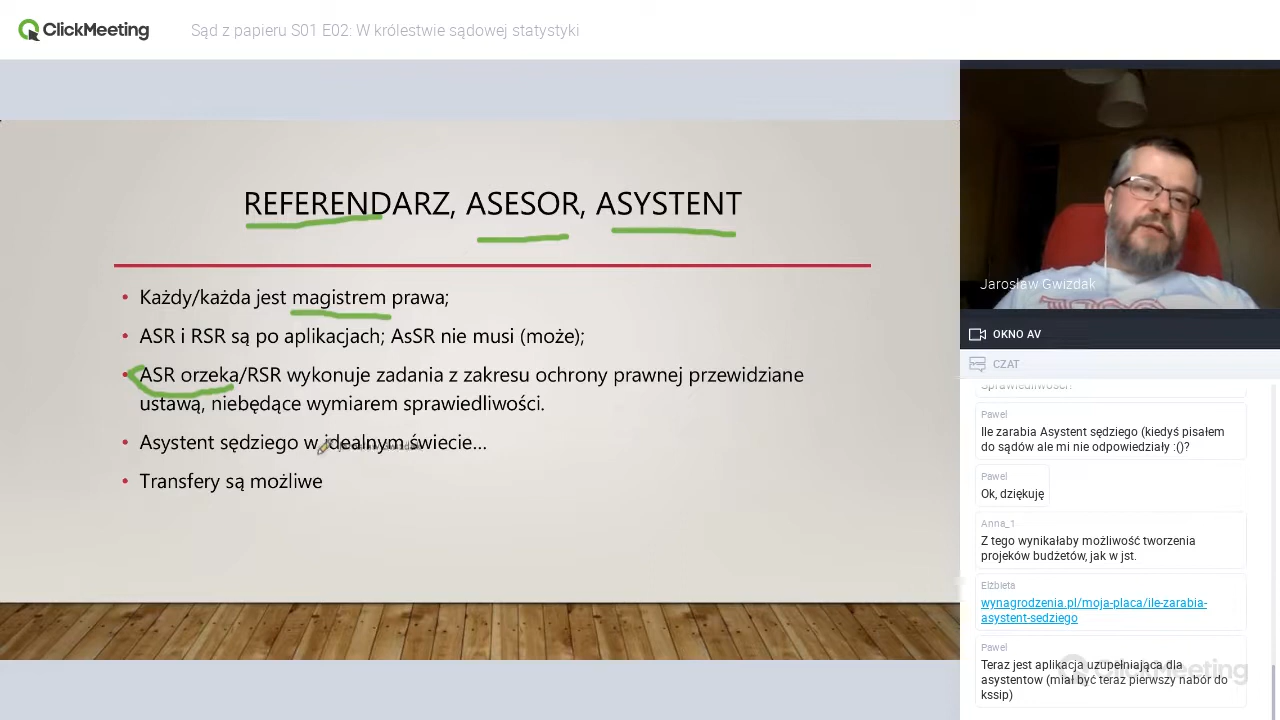 ClickMeeting
Sąd z papieru S01 E02: W królestwie sądowej statystyki
REFERENDARZ, ASESOR, ASYSTENT
• Każdy/każda jest magistrem prawa;
• ASR i RSR są po aplikacjach; AsSR nie musi (może);
• ASR orzeka/RSR wykonuje zadania z zakresu ochrony prawnej przewidziane
ustawą, niebędące wymiarem sprawiedliwości.
• Asystent sędziego w idealnym świecie...
• Transfery są możliwe
Jarosław Gwizdak
OKNO AV
CZAT
Sprawiedliwości!
Pawel
Ile zarabia Asystent sędziego (kiedyś pisałem
do sądów ale mi nie odpowiedziały :()?
Pawel
Ok, dziękuję
Anna_1
Z tego wynikałaby możliwość tworzenia
projeków budżetów, jak w jst.
Elżbieta
wynagrodzenia.pl/moja-placa/ile-zarabia-
asystent-sedziego
Pawel
Teraz jest aplikacja uzupełniająca dla
asystentow (miał być teraz pierwszy nabór do
kssip)
ClickMeeting